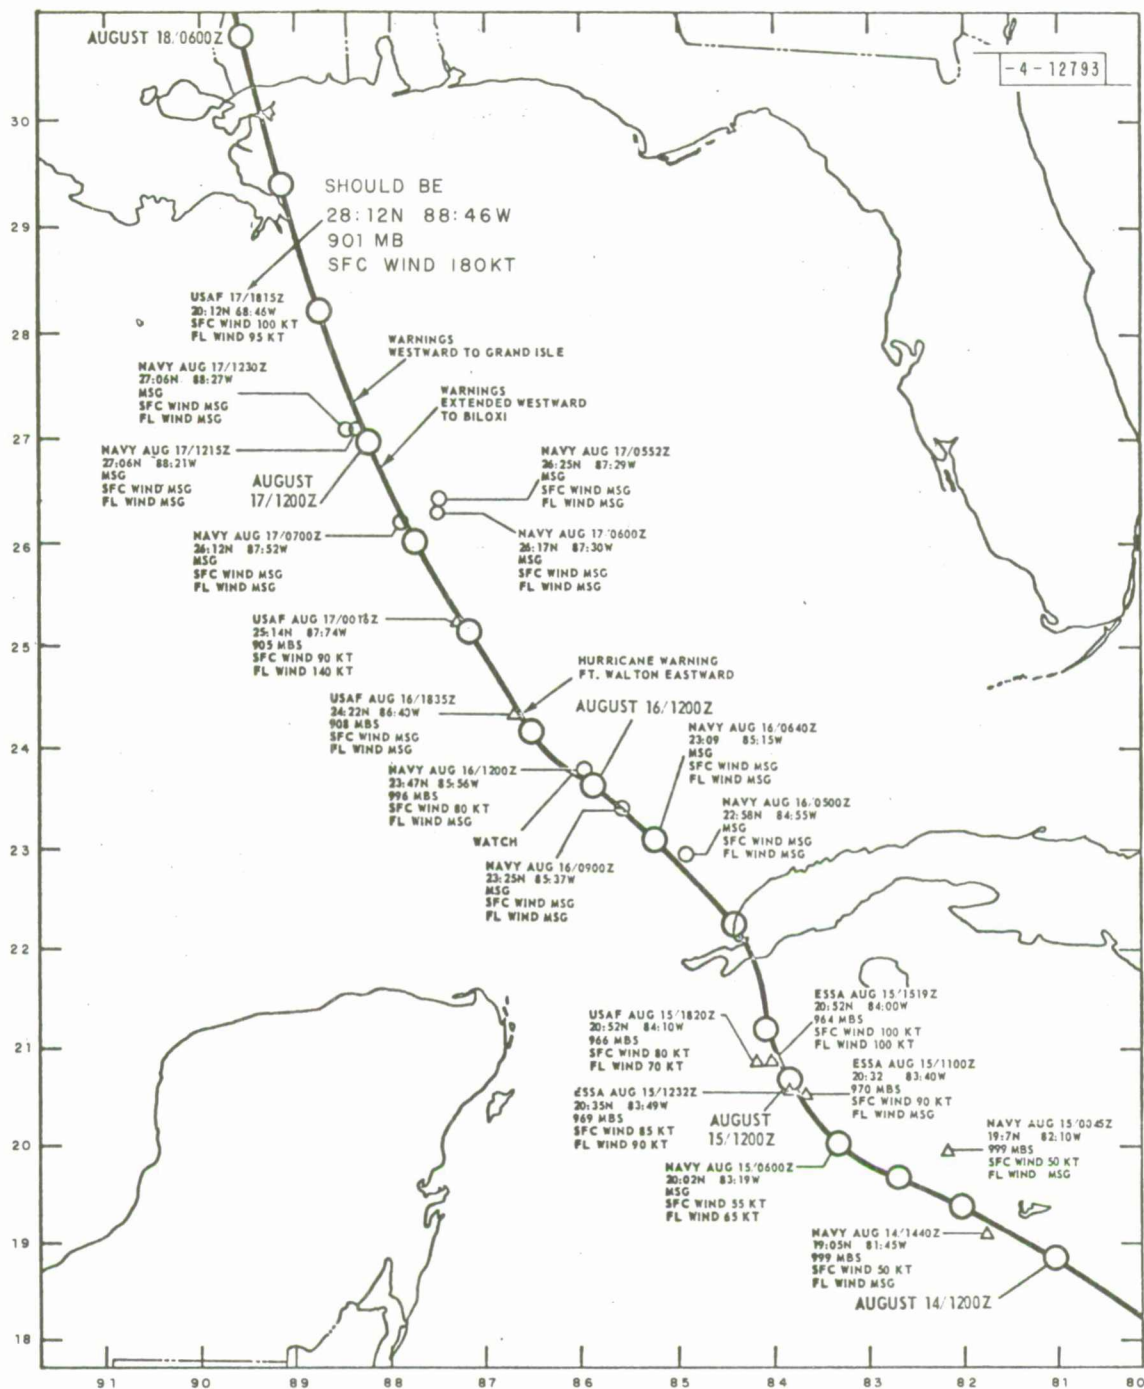 AUGUST 18/0600Z
-4-12793
30
SHOULD BE
28:12N 88:46W
901 MB
SFC WIND 180KT
29
USAF 17/1815Z
20:12N 68:46W
SFC WIND 100 KT
FL WIND 95 KT
28
WARNINGS
WESTWARD TO GRAND ISLE
NAVY AUG 17/1230Z
27:06N 88:27W
MSG
SFC WIND MSG
FL WIND MSG
WARNINGS
EXTENDED WESTWARD
TO BILOXI
27
NAVY AUG 17/1215Z
27:06N 88:21W
MSG
SFC WIND MSG
FL WIND MSG
AUGUST
17/1200Z
NAVY AUG 17/0552Z
26:25N 87:29W
MSG
SFC WIND MSG
FL WIND MSG
26
NAVY AUG 17/0700Z
26:12N 87:52W
MSG
SFC WIND MSG
FL WIND MSG
NAVY AUG 17/0600Z
26:17N 87:30W
MSG
SFC WIND MSG
FL WIND MSG
25
USAF AUG 17/0018Z
25:14N 87:74W
905 MBS
SFC WIND 90 KT
FL WIND 140 KT
HURRICANE WARNING
FT. WALTON EASTWARD
USAF AUG 16/1835Z
24:22N 86:40W
908 MBS
SFC WIND MSG
FL WIND MSG
AUGUST 16/1200Z
24
NAVY AUG 16/0640Z
23:09 85:15W
MSG
SFC WIND MSG
FL WIND MSG
NAVY AUG 16/1200Z
23:47N 85:56W
996 MBS
SFC WIND 80 KT
FL WIND MSG
WATCH
NAVY AUG 16/0500Z
22:58N 84:55W
MSG
SFC WIND MSG
FL WIND MSG
23
NAVY AUG 16/0900Z
23:25N 85:37W
MSG
SFC WIND MSG
FL WIND MSG
22
ESSA AUG 15/1519Z
20:52N 84:00W
964 MBS
SFC WIND 100 KT
FL WIND 100 KT
USAF AUG 15/1820Z
20:52N 84:10W
966 MBS
SFC WIND 80 KT
FL WIND 70 KT
21
ESSA AUG 15/1100Z
20:32 83:40W
970 MBS
SFC WIND 90 KT
FL WIND MSG
ESSA AUG 15/1232Z
20:35N 83:49W
969 MBS
SFC WIND 85 KT
FL WIND 90 KT
AUGUST
15/1200Z
20
NAVY AUG 15/0045Z
19:7N 82:10W
999 MBS
SFC WIND 50 KT
FL WIND MSG
NAVY AUG 15/0600Z
20:02N 83:19W
MSG
SFC WIND 55 KT
FL WIND 65 KT
19
NAVY AUG 14/1440Z
19:05N 81:45W
999 MBS
SFC WIND 50 KT
FL WIND MSG
AUGUST 14/1200Z
18
91 90 89 88 87 86 85 84 83 82 81 80